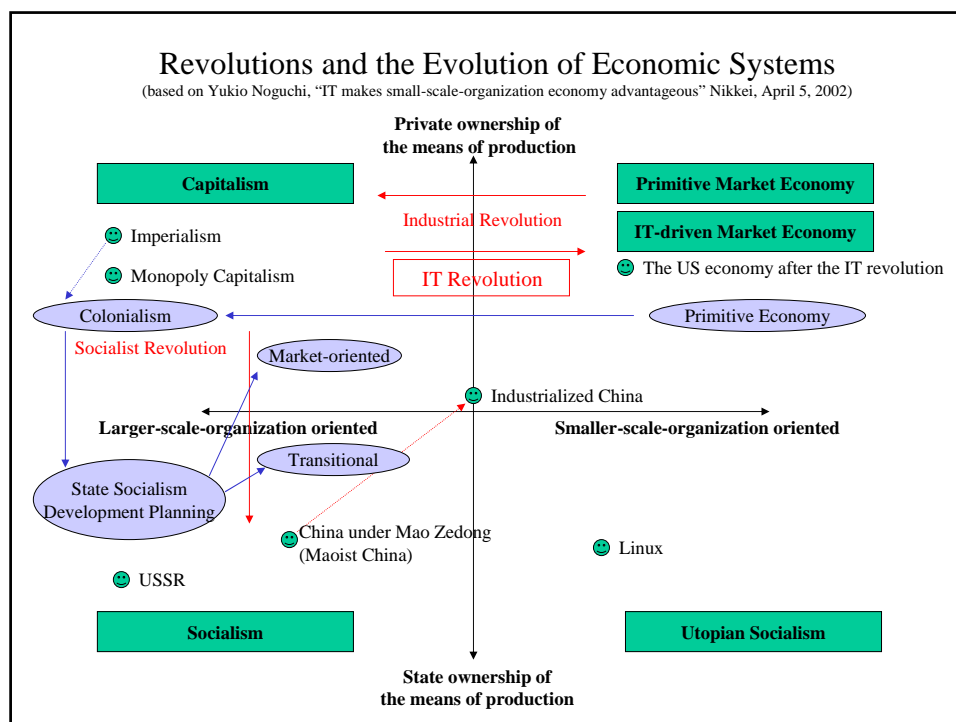 Revolutions and the Evolution of Economic Systems
(based on Yukio Noguchi, “IT makes small-scale-organization economy advantageous” Nikkei, April 5, 2002)
Private ownership of
the means of production
Capitalism
Primitive Market Economy
Industrial Revolution
IT-driven Market Economy
Imperialism
Monopoly Capitalism
IT Revolution
The US economy after the IT revolution
Colonialism
Primitive Economy
Socialist Revolution
Market-oriented
Industrialized China
Larger-scale-organization oriented
Smaller-scale-organization oriented
Transitional
State Socialism
Development Planning
China under Mao Zedong
(Maoist China)
Linux
USSR
Socialism
Utopian Socialism
State ownership of
the means of production